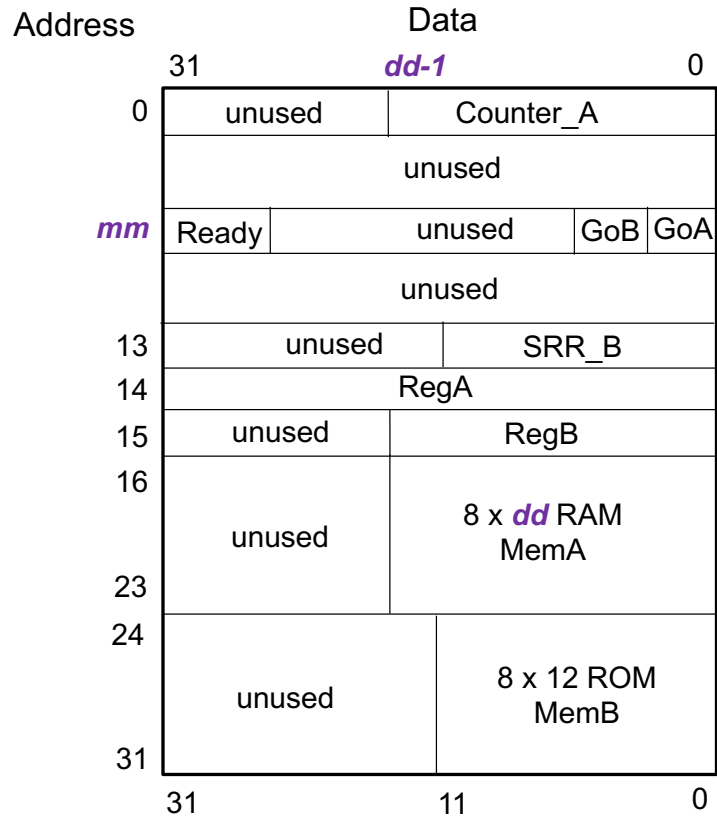 Address Data
31 dd-1 0
0 unused Counter_A
unused
mm Ready unused GoB GoA
unused
13 unused SRR_B
14 RegA
15 unused RegB
16
8 x dd RAM
unused MemA
23
24
8 x 12 ROM
unused MemB
31
31 11 0